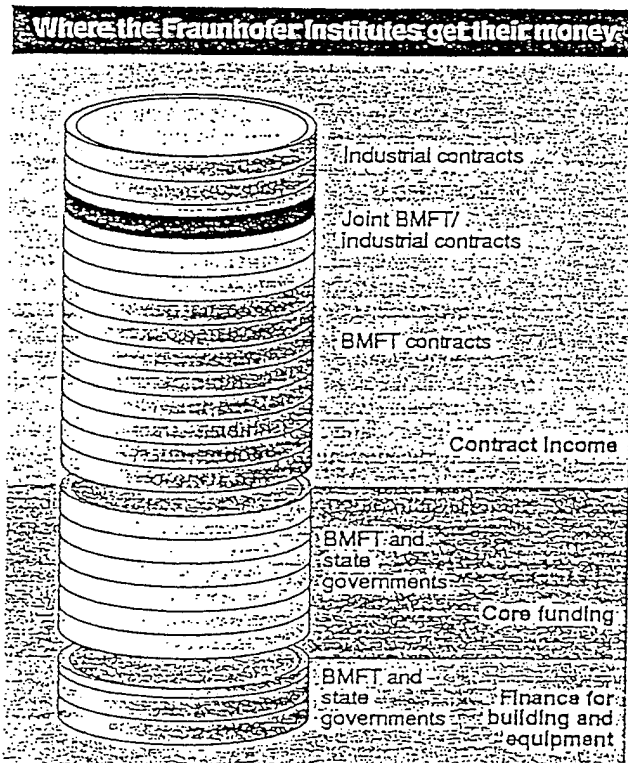 Where the Fraunhofer Institutes get their money
Industrial contracts
Joint BMFT/
industrial contracts
BMFT contracts
Contract income
BMFT and
state
governments
Core funding
BMFT and
state
governments
Finance for
building and
equipment